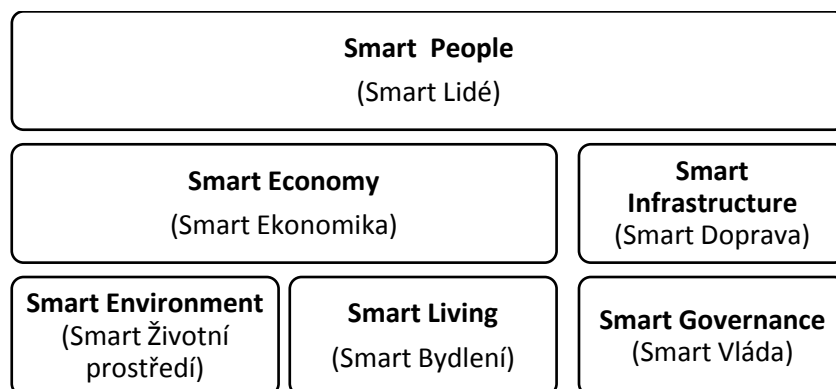 Smart People
(Smart Lidé)
Smart Economy
(Smart Ekonomika)
Smart
Infrastructure
(Smart Doprava)
Smart Environment
(Smart Životní
prostředí)
Smart Living
(Smart Bydlení)
Smart Governance
(Smart Vláda)